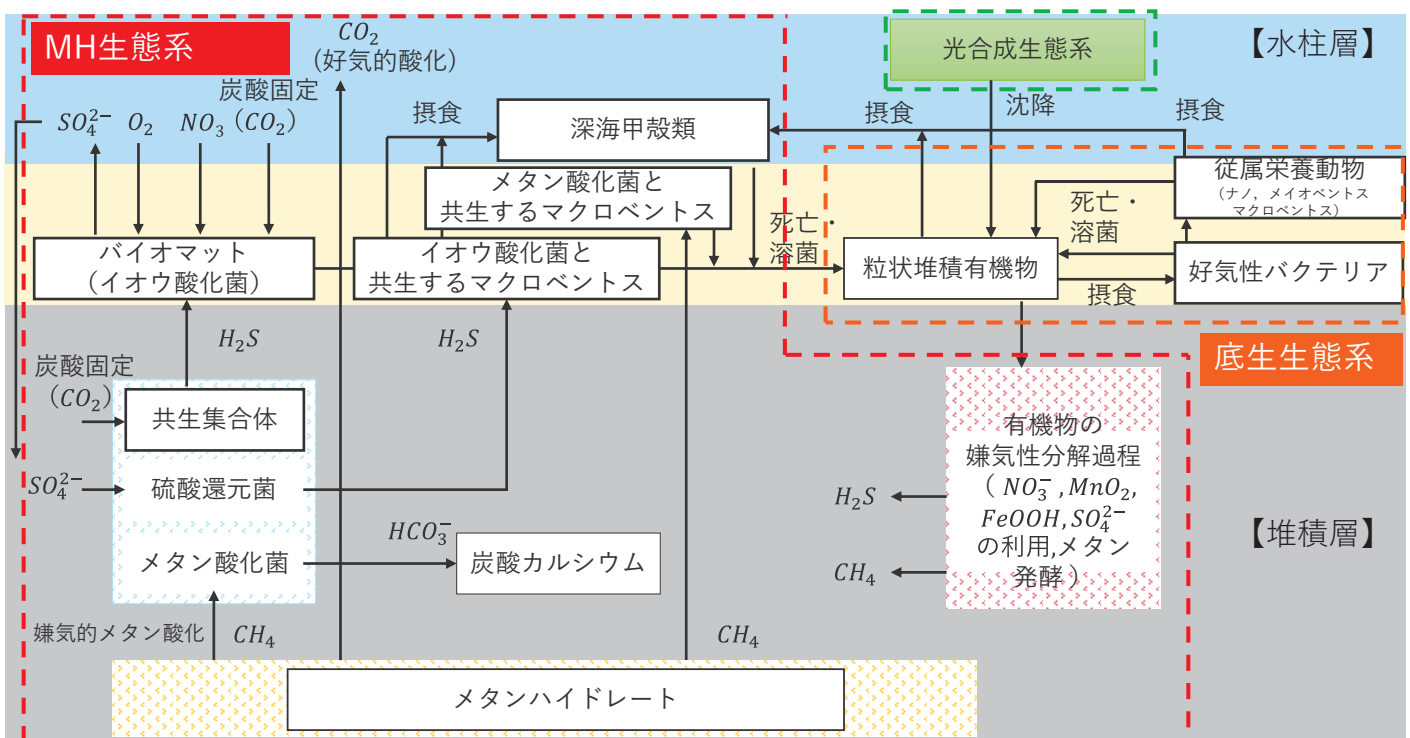 MH生態系
CO₂
(好気的酸化)
光合成生態系
【水柱層】
炭酸固定
SO₄²⁻ O₂ NO₃ (CO₂)
摂食
深海甲殻類
摂食
沈降
摂食
メタン酸化菌と
共生するマクロベントス
従属栄養動物
(ナノ，メイオベントス
マクロベントス)
バイオマット
(イオウ酸化菌)
イオウ酸化菌と
共生するマクロベントス
死亡・
溶菌
粒状堆積有機物
死亡・
溶菌
好気性バクテリア
摂食
H₂S
H₂S
底生生態系
炭酸固定
(CO₂)
共生集合体
SO₄²⁻
硫酸還元菌
メタン酸化菌
HCO₃⁻
炭酸カルシウム
有機物の
嫌気性分解過程
( NO₃⁻, MnO₂,
FeOOH, SO₄²⁻
の利用,メタン
発酵)
H₂S
CH₄
【堆積層】
嫌気的メタン酸化
CH₄
CH₄
メタンハイドレート